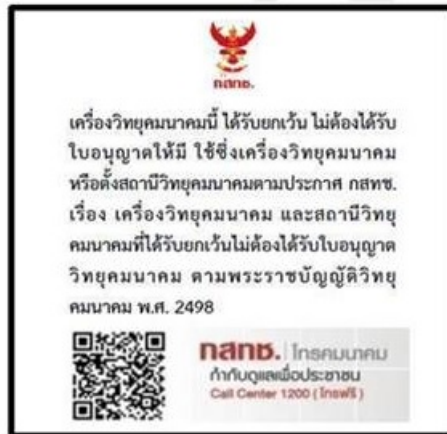 กสทช.
เครื่องวิทยุคมนาคมนี้ ได้รับยกเว้น ไม่ต้องได้รับ
ใบอนุญาตให้มี ใช้ซึ่งเครื่องวิทยุคมนาคม
หรือตั้งสถานีวิทยุคมนาคมตามประกาศ กสทช.
เรื่อง เครื่องวิทยุคมนาคม และสถานีวิทยุ
คมนาคมที่ได้รับยกเว้นไม่ต้องได้รับใบอนุญาต
วิทยุคมนาคม ตามพระราชบัญญัติวิทยุ
คมนาคม พ.ศ. 2498
กสทช. | โทรคมนาคม
กำกับดูแลเพื่อประชาชน
Call Center 1200 ( โทรฟรี )